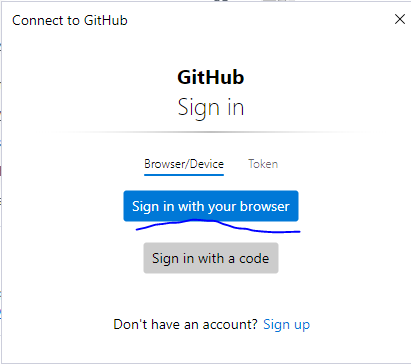 Connect to GitHub
GitHub
Sign in
Browser/Device Token
Sign in with your browser
Sign in with a code
Don't have an account? Sign up